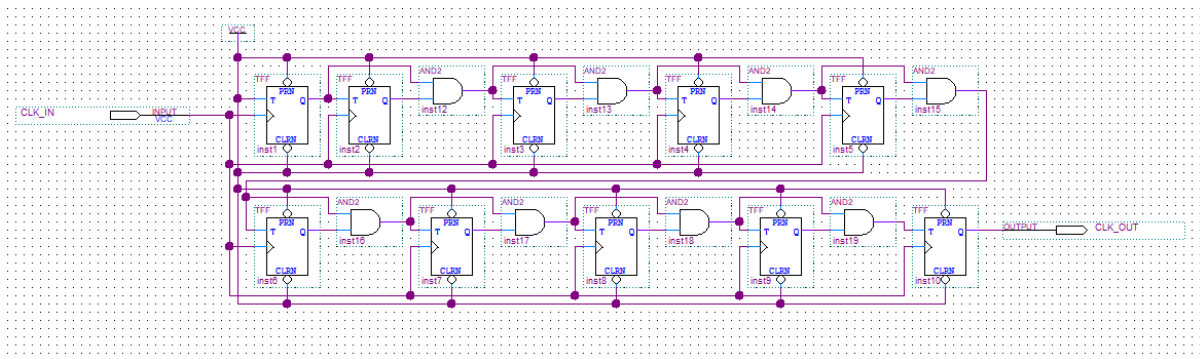 VCC
AND2 AND2 AND2 AND2
TFF TFF TFF TFF TFF
PRN PRN PRN PRN PRN
CLK_IN INPUT VCC
T Q T Q T Q T Q T Q
inst12 inst13 inst14 inst15
CLRN CLRN CLRN CLRN CLRN
inst1 inst2 inst3 inst4 inst5
AND2 AND2 AND2 AND2
TFF TFF TFF TFF TFF
PRN PRN PRN PRN PRN
T Q T Q T Q T Q T Q
OUTPUT CLK_OUT
inst16 inst17 inst18 inst19
CLRN CLRN CLRN CLRN CLRN
inst6 inst7 inst8 inst9 inst10